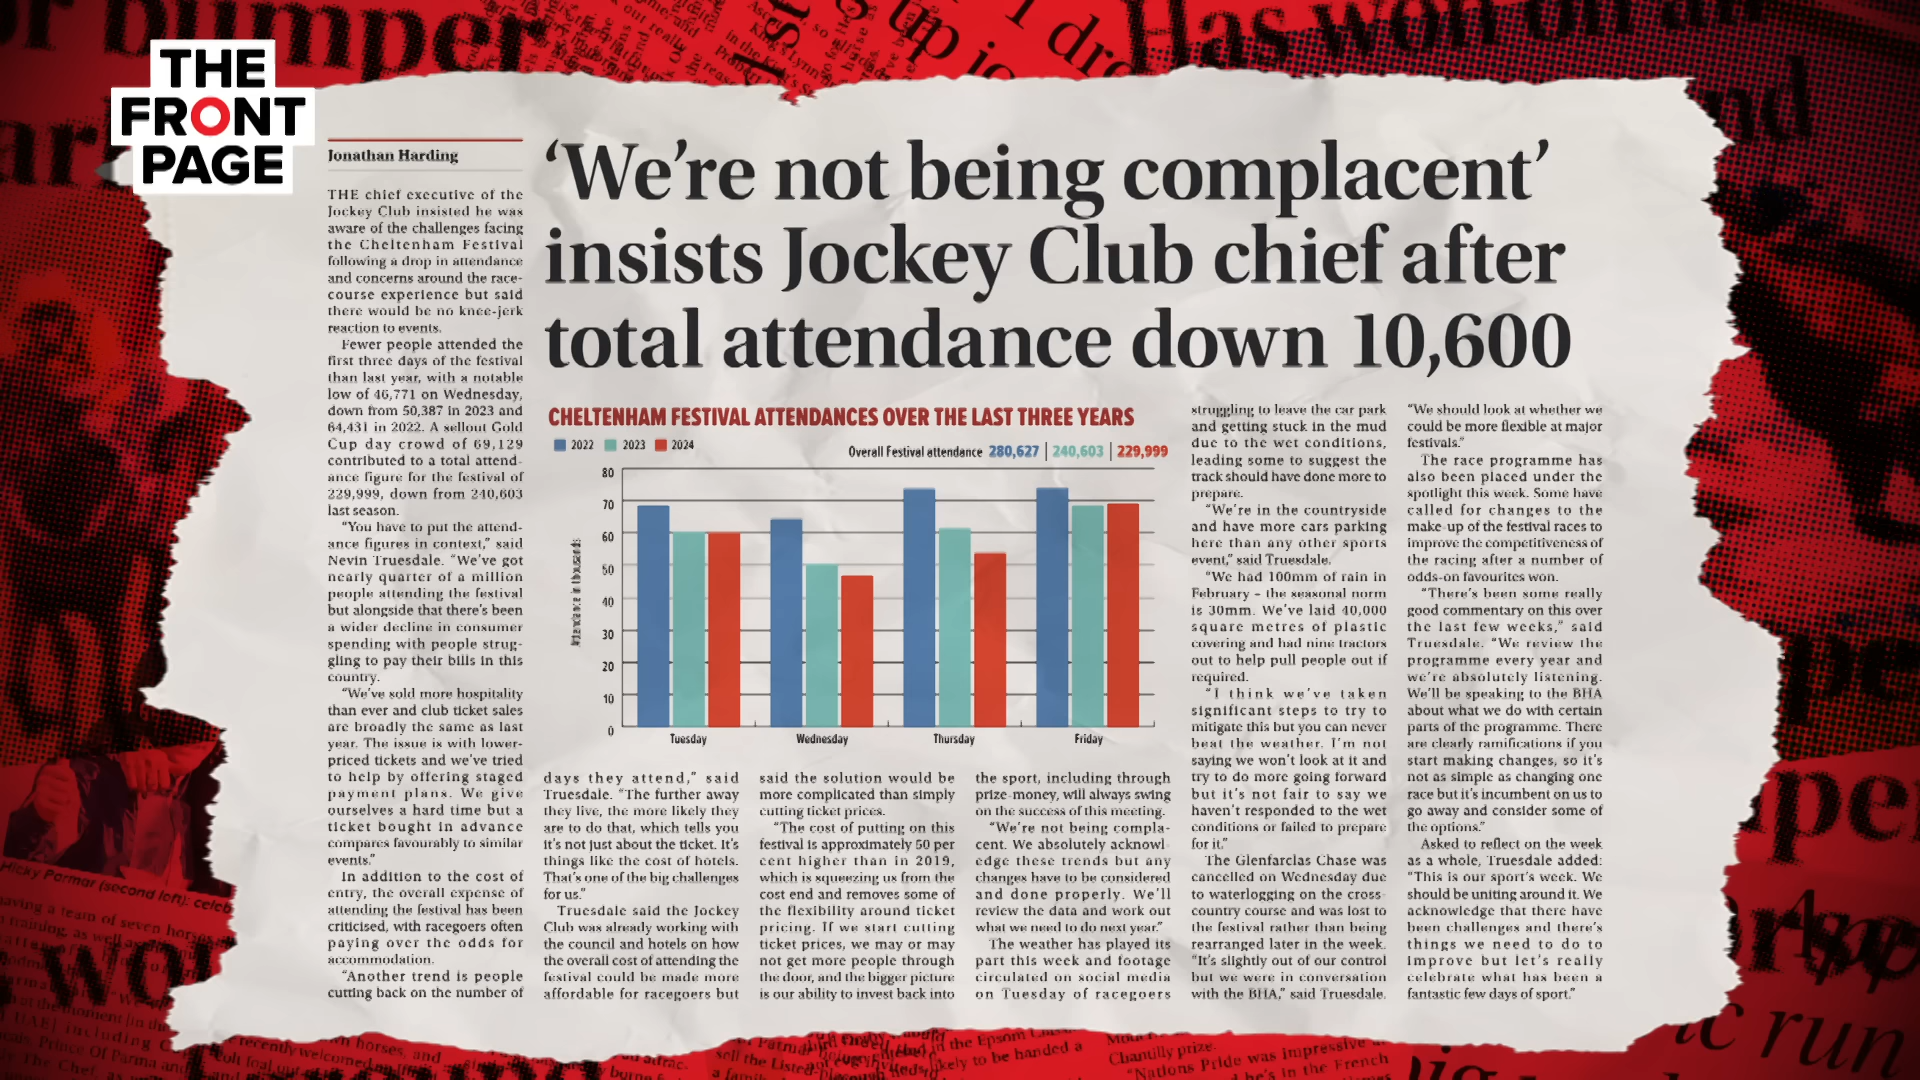 THE
FRONT
PAGE
Jonathan Harding
‘We’re not being complacent’
insists Jockey Club chief after
total attendance down 10,600
THE chief executive of the
Jockey Club insisted he was
aware of the challenges facing
the Cheltenham Festival
following a drop in attendance
and concerns around the race-
course experience but said
there would be no knee-jerk
reaction to events.
Fewer people attended the
first three days of the festival
than last year, with a notable
low of 46,771 on Wednesday,
down from 50,387 in 2023 and
64,431 in 2022. A sellout Gold
Cup day crowd of 69,129
contributed to a total attend-
ance figure for the festival of
229,999, down from 240,603
last season.
“You have to put the attend-
ance figures in context,” said
Nevin Truesdale. “We’ve got
nearly quarter of a million
people attending the festival
but alongside that there’s been
a wider decline in consumer
spending with people strug-
gling to pay their bills in this
country.
“We’ve sold more hospitality
than ever and club ticket sales
are broadly the same as last
year. The issue is with lower-
priced tickets and we’ve tried
to help by offering staged
payment plans. We give
ourselves a hard time but a
ticket bought in advance
compares favourably to similar
events.”
In addition to the cost of
entry, the overall expense of
attending the festival has been
criticised, with racegoers often
paying over the odds for
accommodation.
“Another trend is people
cutting back on the number of
CHELTENHAM FESTIVAL ATTENDANCES OVER THE LAST THREE YEARS
2022 2023 2024
Overall Festival attendance 280,627 | 240,603 | 229,999
80
70
60
50
40
30
20
10
0
Attendance in thousands
Tuesday Wednesday Thursday Friday
days they attend,” said
Truesdale. “The further away
they live, the more likely they
are to do that, which tells you
it’s not just about the ticket. It’s
things like the cost of hotels.
That’s one of the big challenges
for us.”
Truesdale said the Jockey
Club was already working with
the council and hotels on how
the overall cost of attending the
festival could be made more
affordable for racegoers but
said the solution would be
more complicated than simply
cutting ticket prices.
“The cost of putting on this
festival is approximately 50 per
cent higher than in 2019,
which is squeezing us from the
cost end and removes some of
the flexibility around ticket
pricing. If we start cutting
ticket prices, we may or may
not get more people through
the door, and the bigger picture
is our ability to invest back into
the sport, including through
prize-money, will always swing
on the success of this meeting.
“We’re not being compla-
cent. We absolutely acknowl-
edge these trends but any
changes have to be considered
and done properly. We’ll
review the data and work out
what we need to do next year.”
The weather has played its
part this week and footage
circulated on social media
on Tuesday of racegoers
struggling to leave the car park
and getting stuck in the mud
due to the wet conditions,
leading some to suggest the
track should have done more to
prepare.
“We’re in the countryside
and have more cars parking
here than any other sports
event,” said Truesdale.
“We had 100mm of rain in
February – the seasonal norm
is 30mm. We’ve laid 40,000
square metres of plastic
covering and had nine tractors
out to help pull people out if
required.
“I think we’ve taken
significant steps to try to
mitigate this but you can never
beat the weather. I’m not
saying we won’t look at it and
try to do more going forward
but it’s not fair to say we
haven’t responded to the wet
conditions or failed to prepare
for it.”
The Glenfarclas Chase was
cancelled on Wednesday due
to waterlogging on the cross-
country course and was lost to
the festival rather than being
rearranged later in the week.
“It’s slightly out of our control
but we were in conversation
with the BHA,” said Truesdale.
“We should look at whether we
could be more flexible at major
festivals.”
The race programme has
also been placed under the
spotlight this week. Some have
called for changes to the
make-up of the festival races to
improve the competitiveness of
the racing after a number of
odds-on favourites won.
“There’s been some really
good commentary on this over
the last few weeks,” said
Truesdale. “We review the
programme every year and
we’re absolutely listening.
We’ll be speaking to the BHA
about what we do with certain
parts of the programme. There
are clearly ramifications if you
start making changes, so it’s
not as simple as changing one
race but it’s incumbent on us to
go away and consider some of
the options.”
Asked to reflect on the week
as a whole, Truesdale added:
“This is our sport’s week. We
should be uniting around it. We
acknowledge that there have
been challenges and there’s
things we need to do to
improve but let’s really
celebrate what has been a
fantastic few days of sport.”